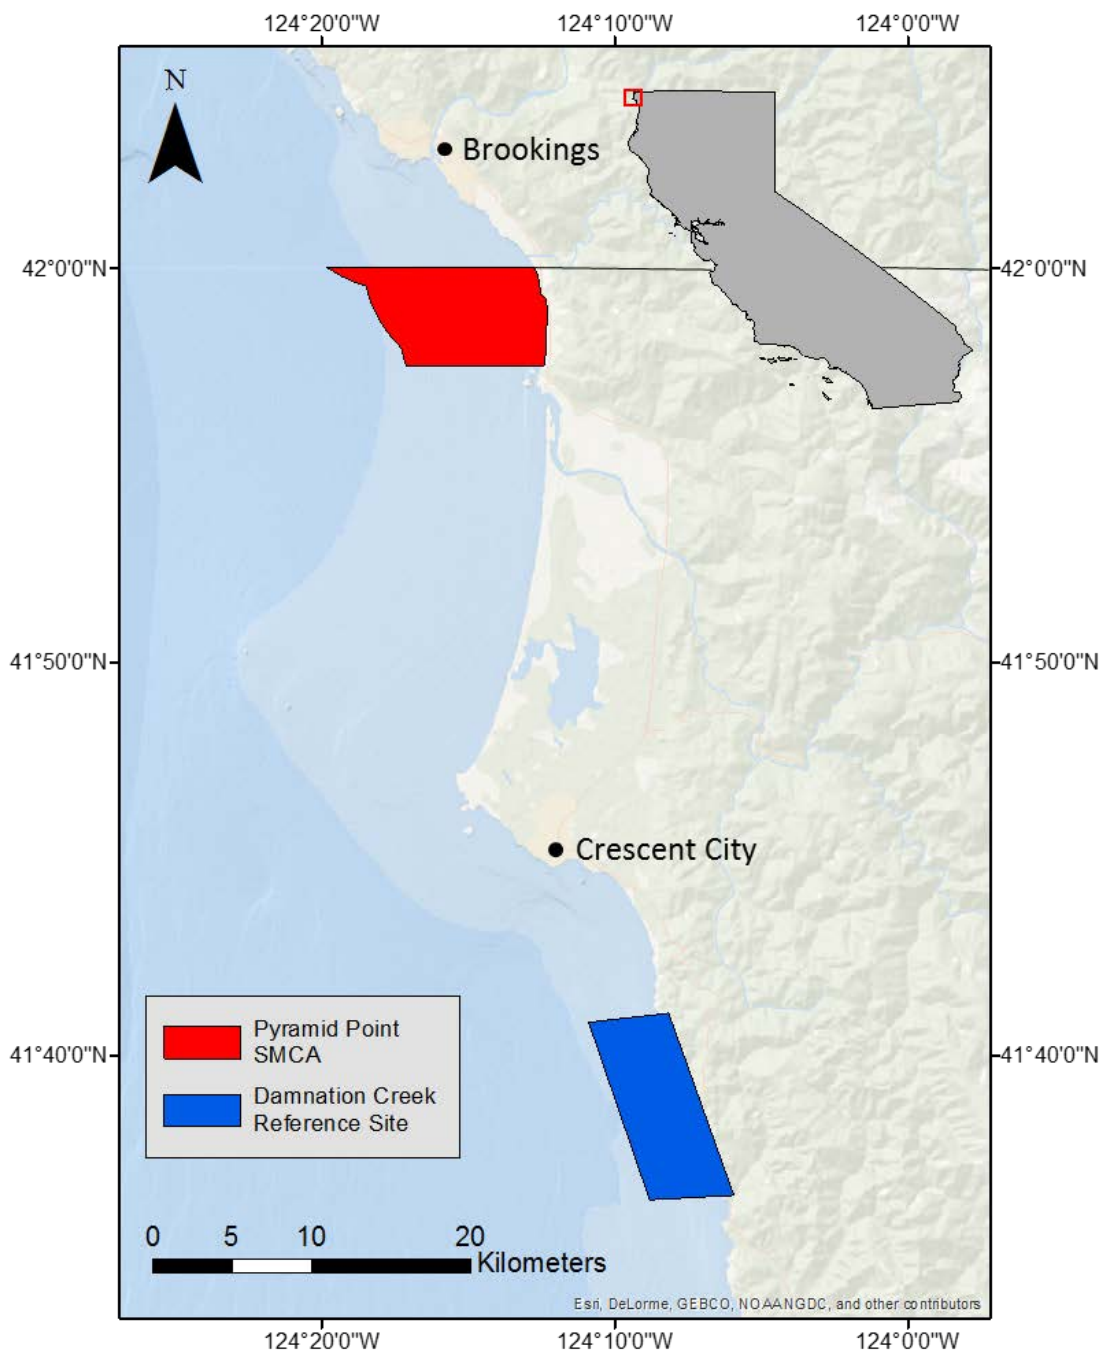 124°20'0"W
124°10'0"W
124°0'0"W
N
Brookings
42°0'0"N
42°0'0"N
41°50'0"N
41°50'0"N
Crescent City
41°40'0"N
41°40'0"N
Pyramid Point
SMCA
Damnation Creek
Reference Site
0 5 10 20
Kilometers
Esri, DeLorme, GEBCO, NOAANGDC, and other contributors
124°20'0"W
124°10'0"W
124°0'0"W